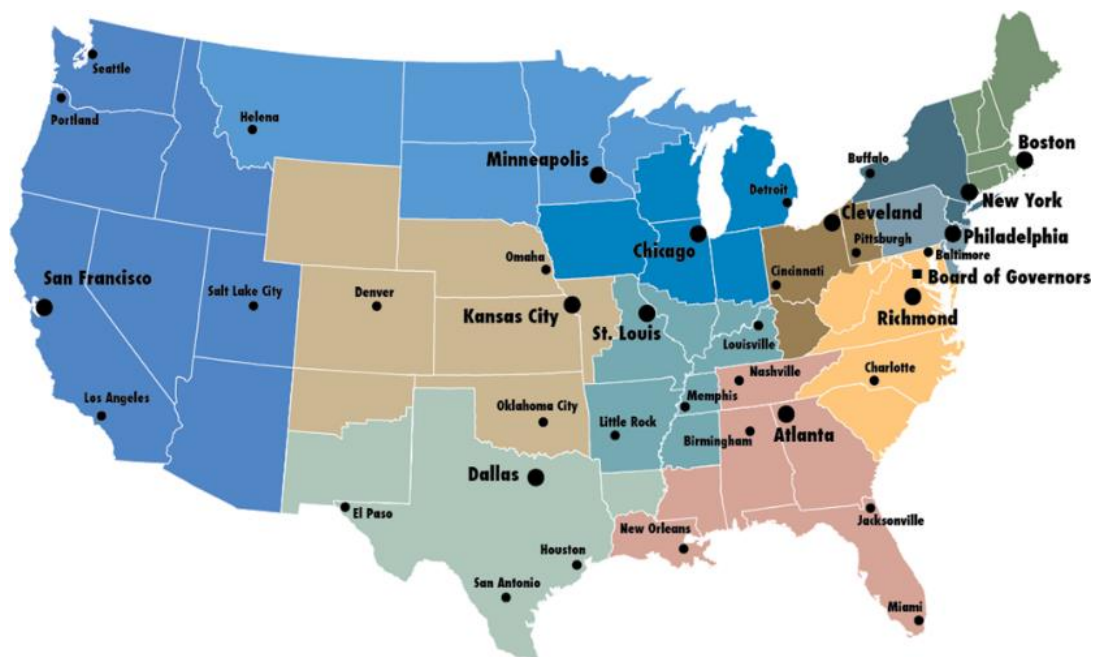 Seattle
Portland
Helena
Minneapolis
Buffalo
Boston
Detroit
New York
Cleveland
Philadelphia
Chicago
Pittsburgh
Baltimore
Omaha
Board of Governors
San Francisco
Salt Lake City
Denver
Cincinnati
Kansas City
St. Louis
Richmond
Louisville
Los Angeles
Nashville
Charlotte
Memphis
Oklahoma City
Little Rock
Birmingham
Atlanta
Dallas
El Paso
New Orleans
Jacksonville
Houston
San Antonio
Miami